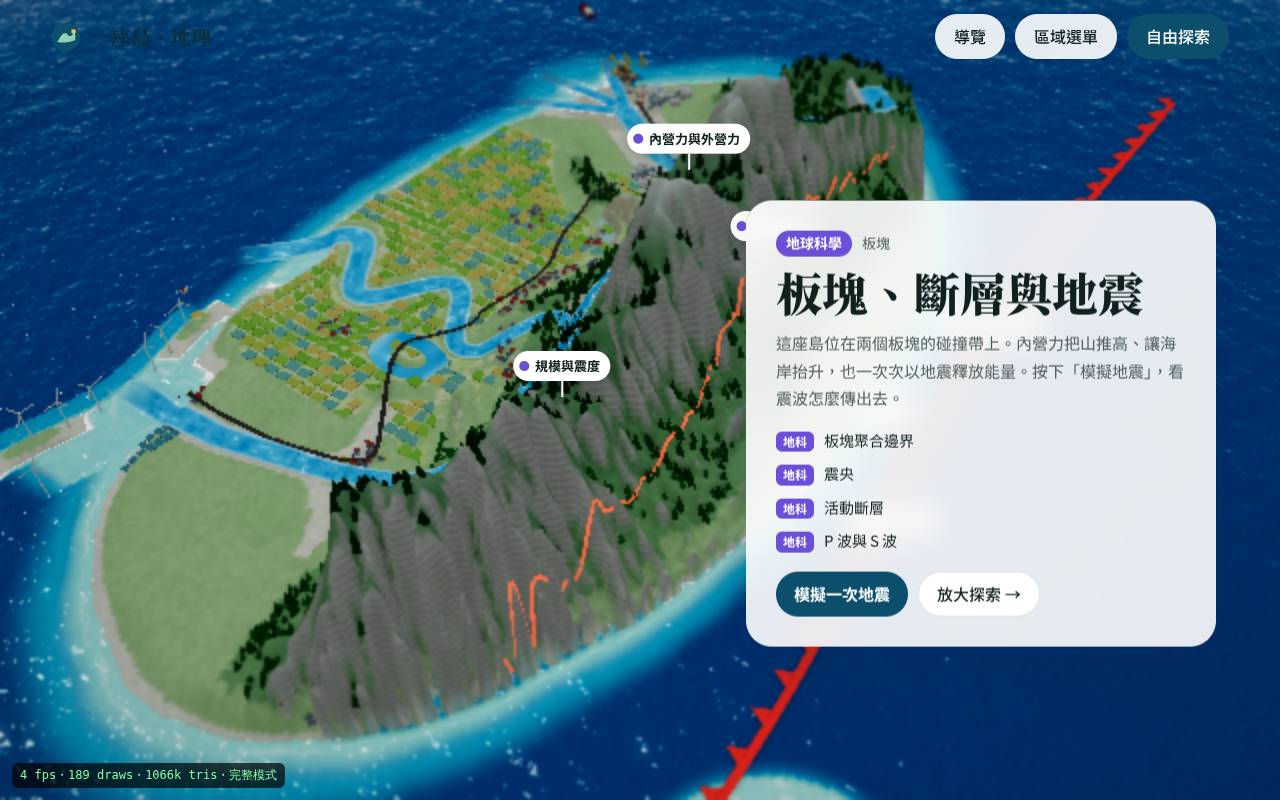 導覽
區域選單
自由探索
內營力與外營力
地球科學 板塊
板塊、斷層與地震
這座島位在兩個板塊的碰撞帶上。內營力把山推高、讓海
岸抬升，也一次次以地震釋放能量。按下「模擬地震」，看
震波怎麼傳出去。
規模與震度
地科 板塊聚合邊界
地科 震央
地科 活動斷層
地科 P 波與 S 波
模擬一次地震
放大探索 →
4 fps · 189 draws · 1066k tris · 完整模式